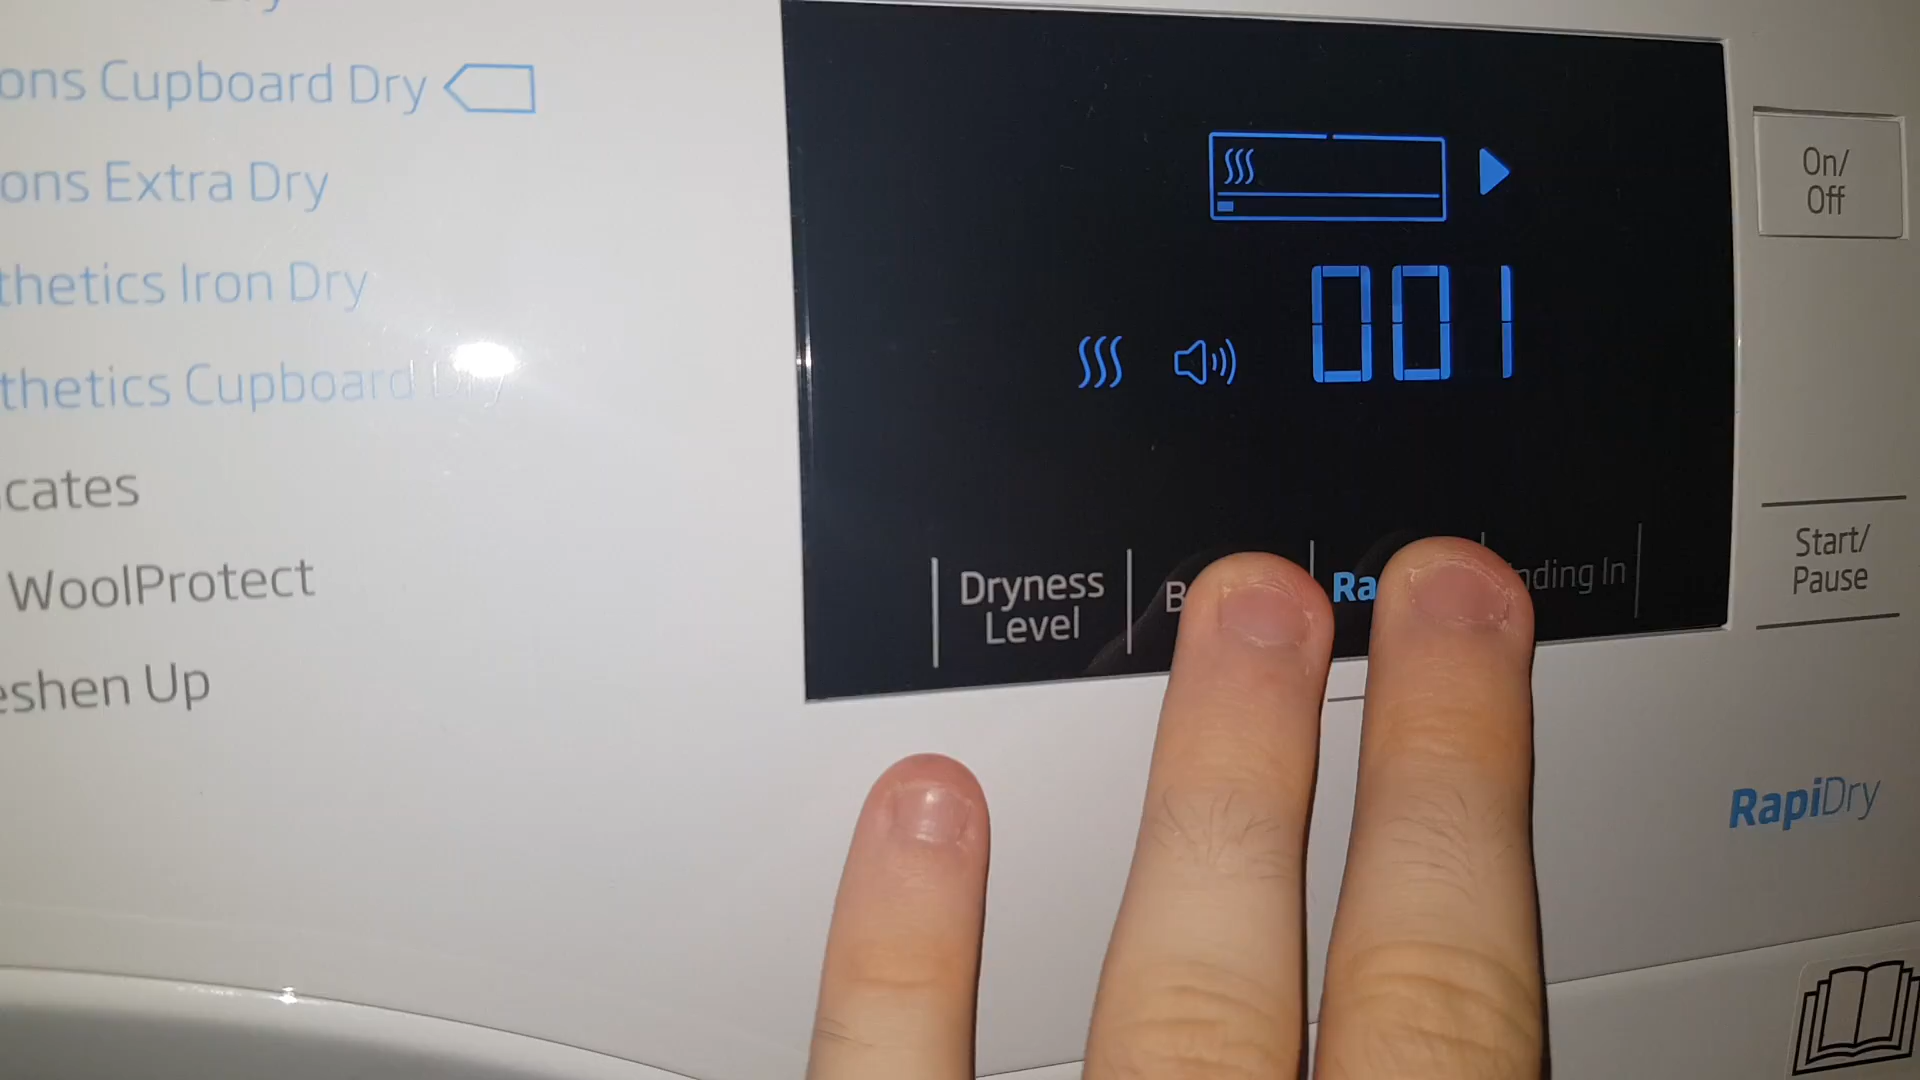 ons Cupboard Dry
ons Extra Dry
thetics Iron Dry
thetics Cupboard Dry
cates
WoolProtect
eshen Up
001
Dryness
Level
B
Ra
nding In
On/
Off
Start/
Pause
RapiDry